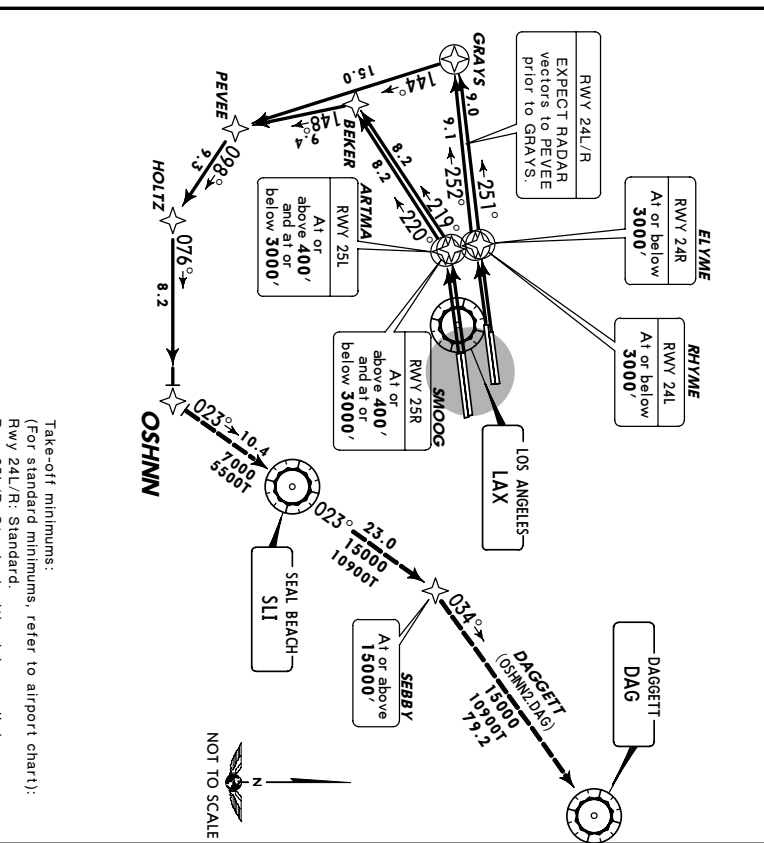 GRAYS
RWY 24L/R
EXPECT RADAR
vectors to PEVEE
prior to GRAYS.
ELYME
RWY 24R
At or below
3000'
RHYME
RWY 24L
At or below
3000'
9.0
9.1
251°
252°
15.0
144°
PEVEE
148°
9.4
BEKER
8.2
8.2
219°
220°
ARTMA
RWY 25L
At or
above 400'
and at or
below 3000'
SMOOG
RWY 25R
At or
above 400'
and at or
below 3000'
LOS ANGELES
LAX
098°
9.3
HOLTZ
076°
8.2
OSHNN
023°
10.4
7000
5500T
SEAL BEACH
SLI
023°
23.0
15000
10900T
SEBBY
At or above
15000'
034°
DAGGETT
(OSHNN2.DAG)
15000
10900T
79.2
DAGGETT
DAG
N
NOT TO SCALE
Take-off minimums:
(For standard minimums, refer to airport chart):
Rwy 24L/R: Standard.